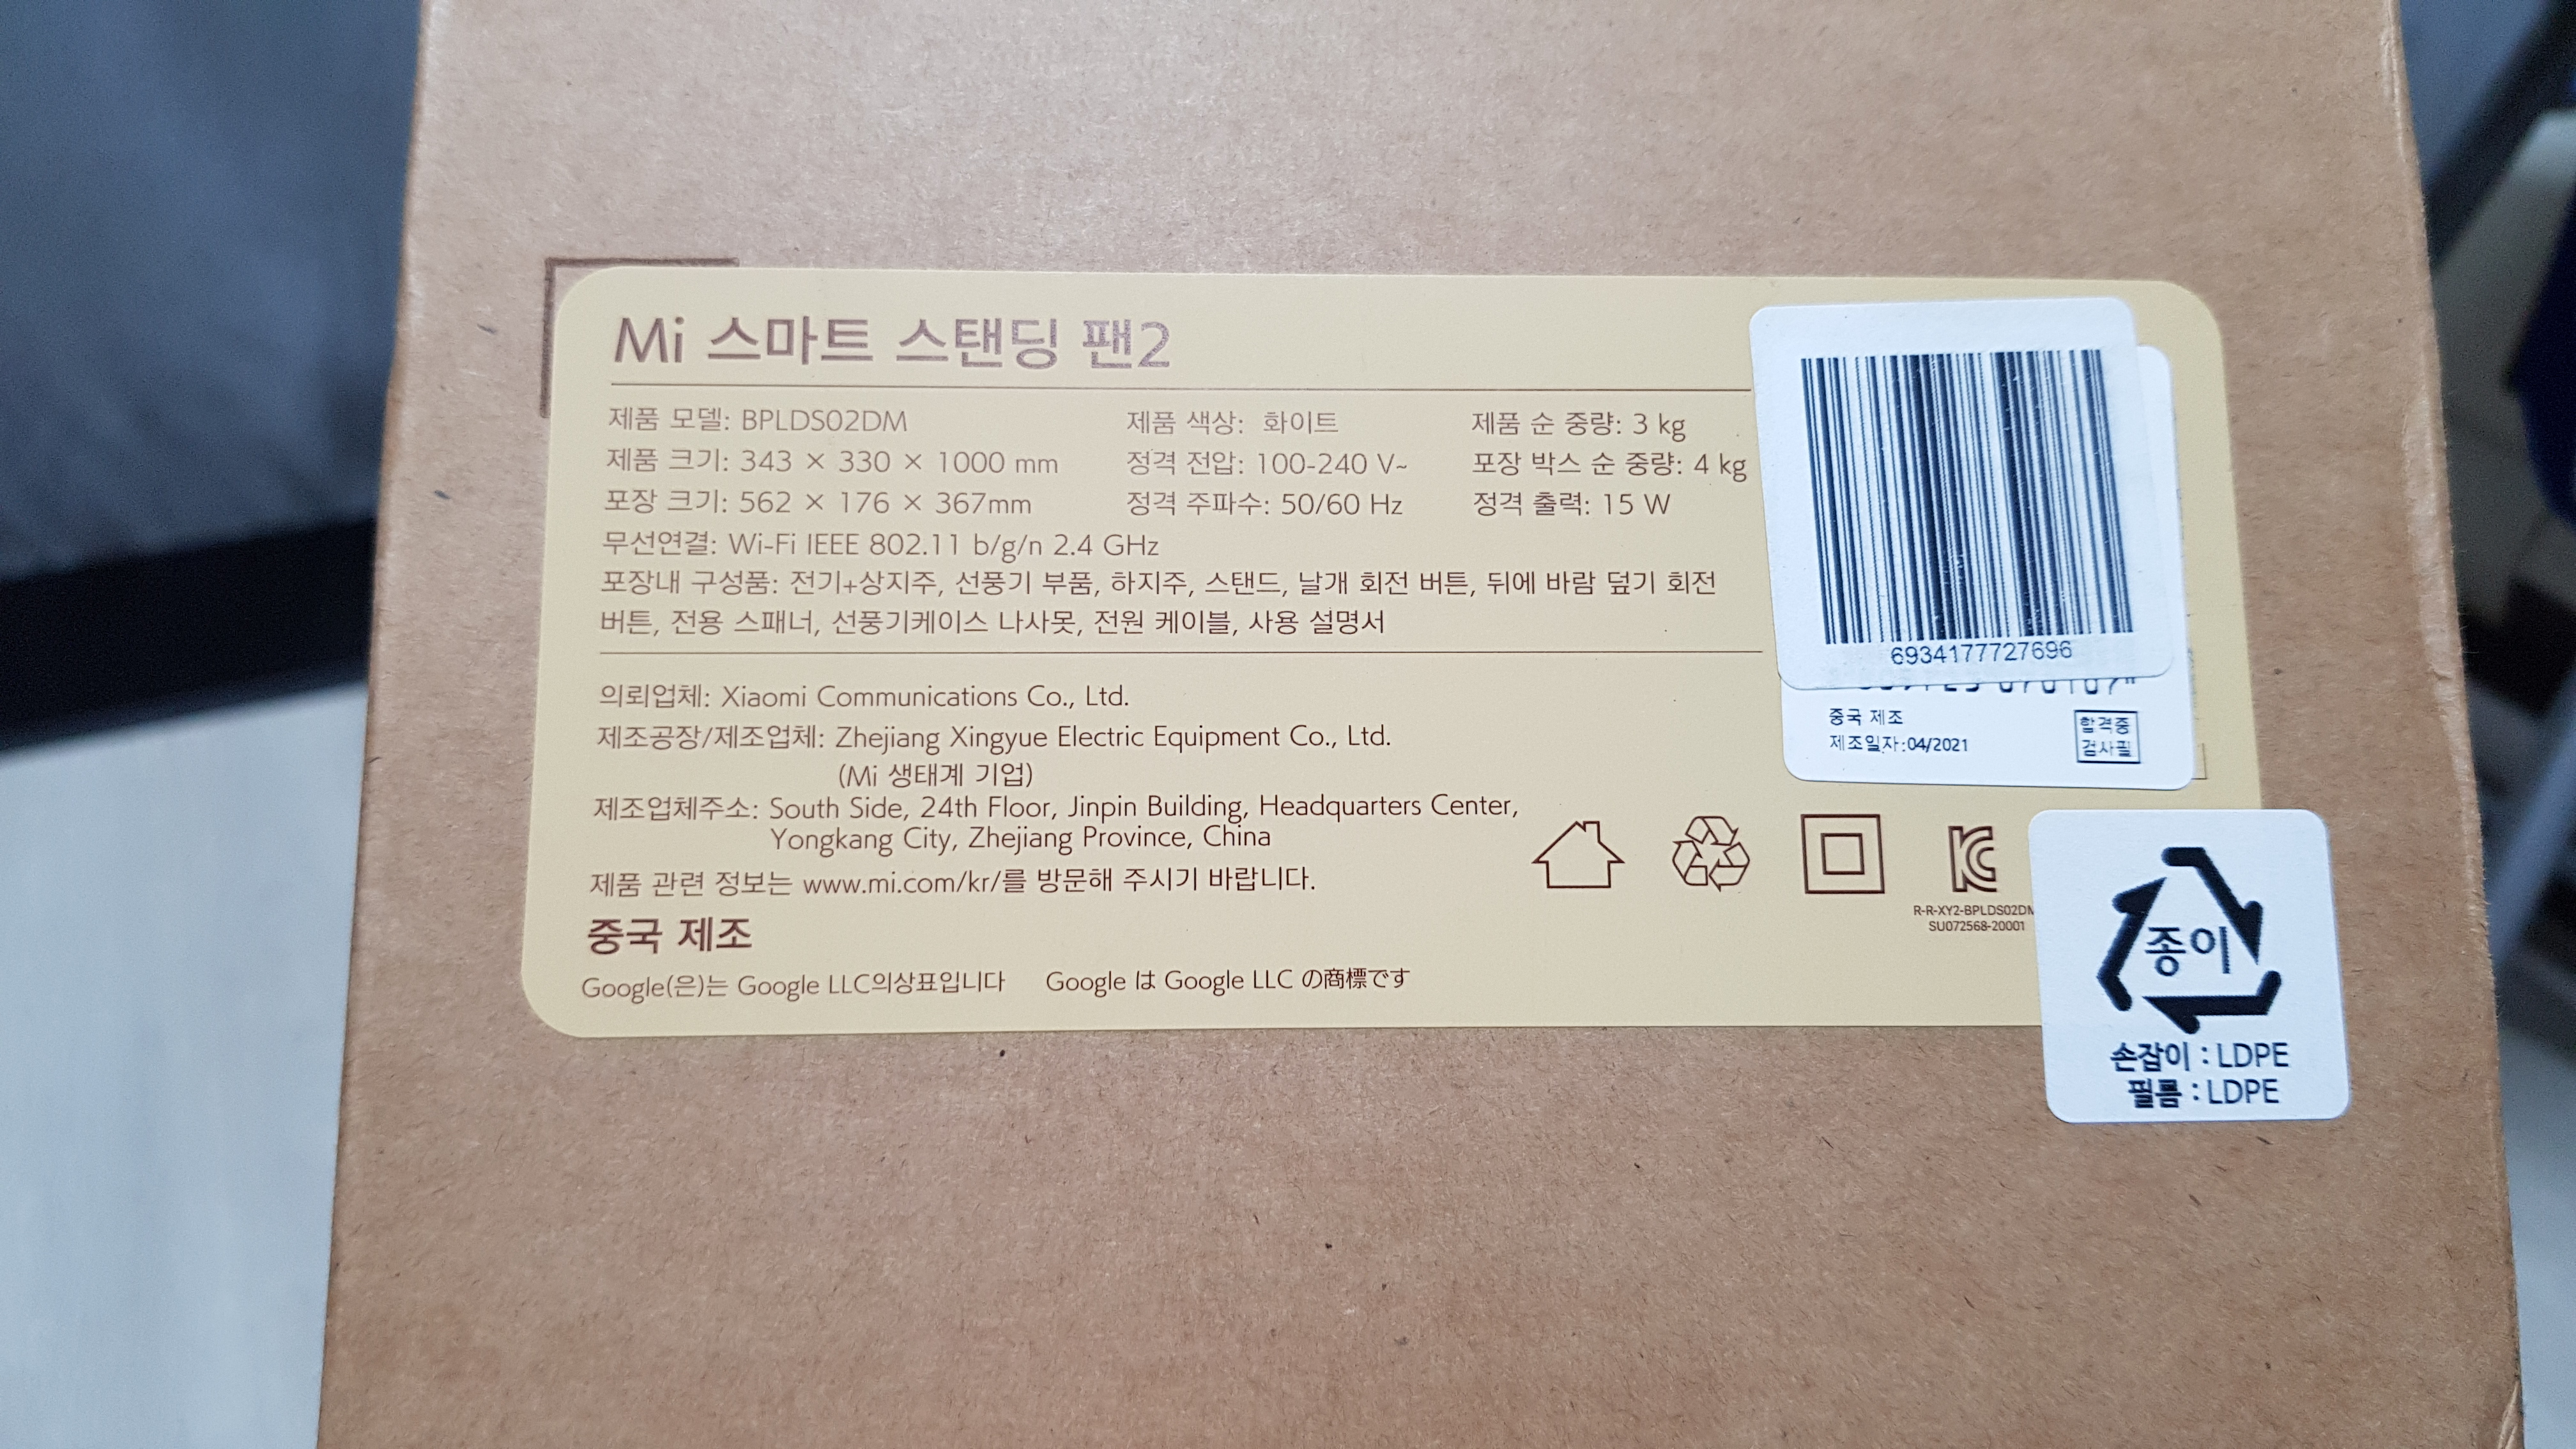 Mi 스마트 스탠딩 팬2
제품 모델: BPLDS02DM 제품 색상: 화이트 제품 순 중량: 3 kg
제품 크기: 343 × 330 × 1000 mm 정격 전압: 100-240 V~ 포장 박스 순 중량: 4 kg
포장 크기: 562 × 176 × 367mm 정격 주파수: 50/60 Hz 정격 출력: 15 W
무선연결: Wi-Fi IEEE 802.11 b/g/n 2.4 GHz
포장내 구성품: 전기+상지주, 선풍기 부품, 하지주, 스탠드, 날개 회전 버튼, 뒤에 바람 덮기 회전
버튼, 전용 스패너, 선풍기케이스 나사못, 전원 케이블, 사용 설명서
6934177727696
중국 제조
제조일자:04/2021
합격증
검사필
의뢰업체: Xiaomi Communications Co., Ltd.
제조공장/제조업체: Zhejiang Xingyue Electric Equipment Co., Ltd.
(Mi 생태계 기업)
제조업체주소: South Side, 24th Floor, Jinpin Building, Headquarters Center,
Yongkang City, Zhejiang Province, China
제품 관련 정보는 www.mi.com/kr/를 방문해 주시기 바랍니다.
중국 제조
Google(은)는 Google LLC의상표입니다 Google は Google LLC の商標です
R-R-XY2-BPLDS02DM
SU072568-20001
종이
손잡이 : LDPE
필름 : LDPE